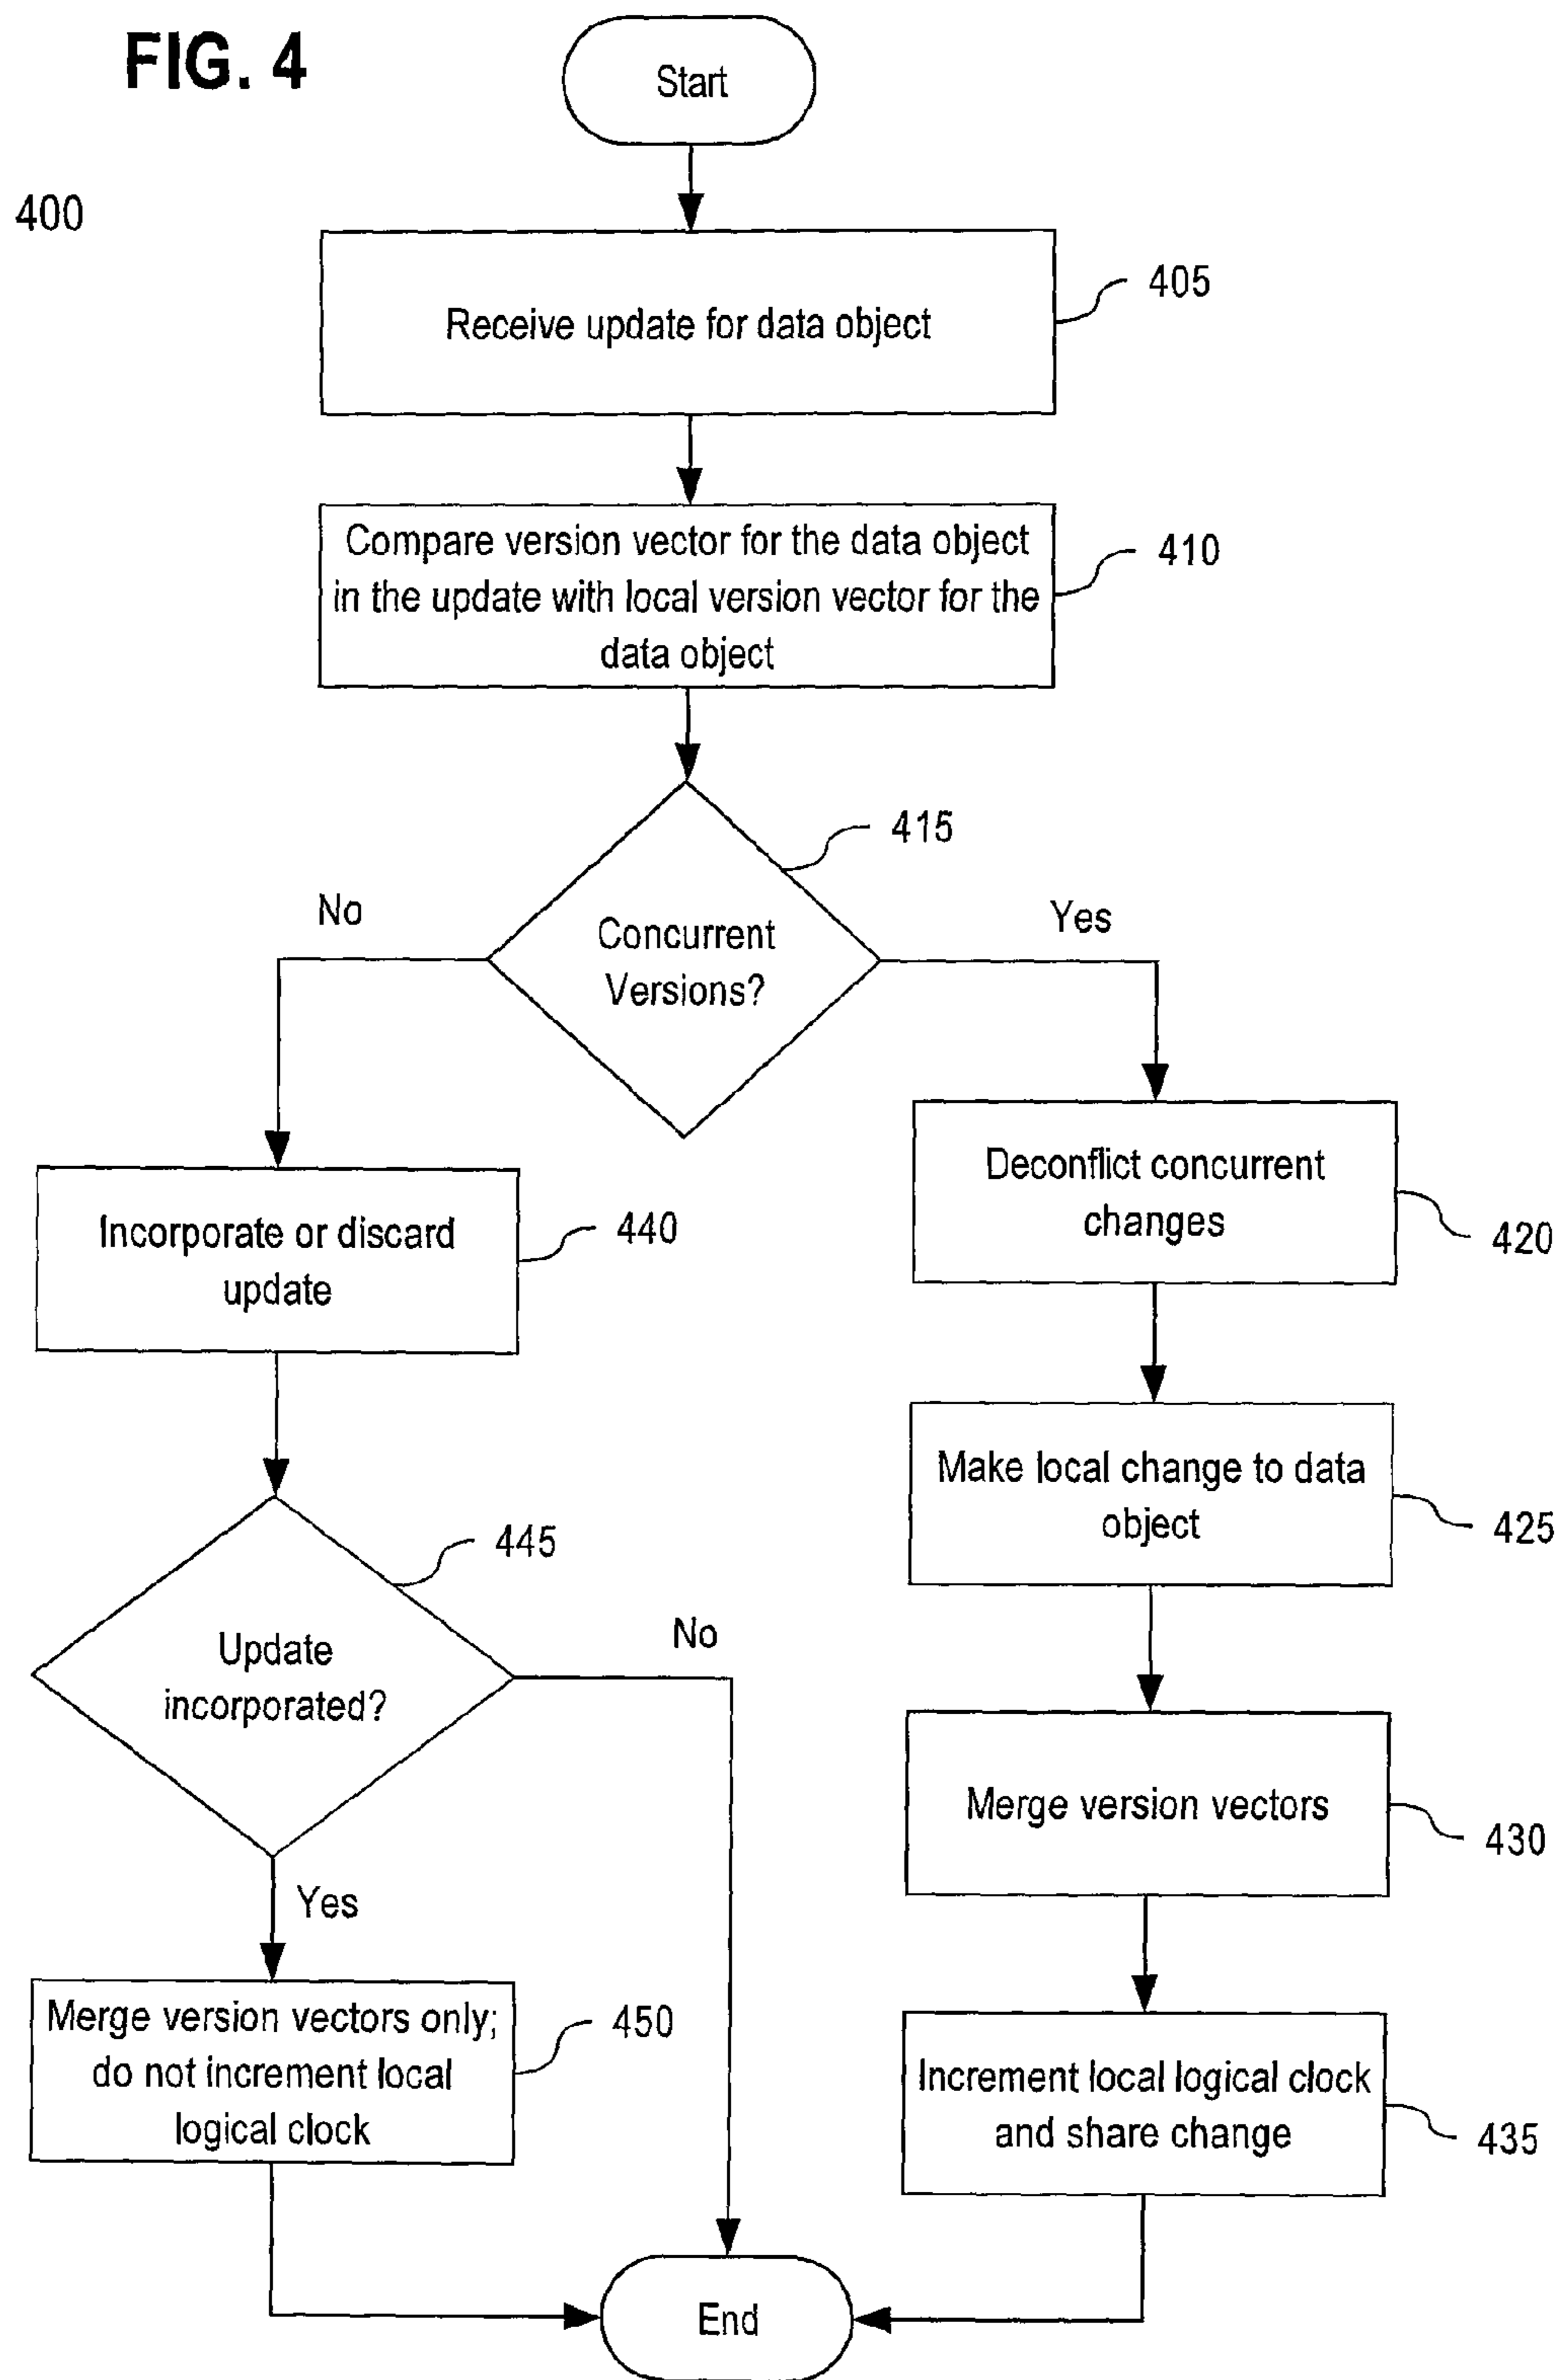 FIG. 4
Start
400
405
Receive update for data object
Compare version vector for the data object
in the update with local version vector for the
data object
410
415
No
Yes
Concurrent
Versions?
Deconflict concurrent
changes
420
Incorporate or discard
update
440
Make local change to data
object
425
445
Update
incorporated?
No
Merge version vectors
430
Yes
Merge version vectors only;
do not increment local
logical clock
450
Increment local logical clock
and share change
435
End